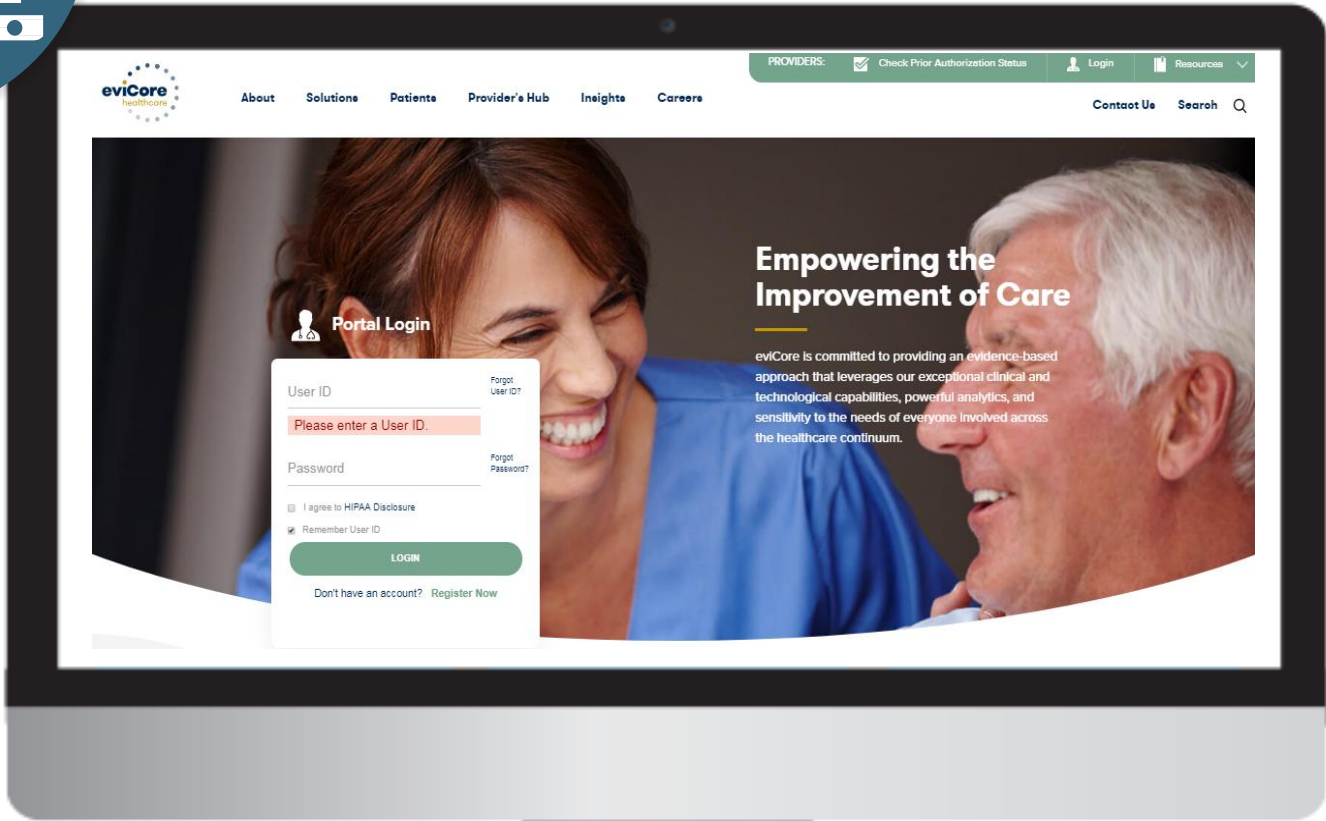 PROVIDERS: Check Prior Authorization Status Login Resources
eviCore
healthcare
About Solutions Patients Provider's Hub Insights Careers
Contact Us Search
Empowering the
Improvement of Care
eviCore is committed to providing an evidence-based
approach that leverages our exceptional clinical and
technological capabilities, powerful analytics, and
sensitivity to the needs of everyone involved across
the healthcare continuum.
Portal Login
User ID
Forgot
User ID?
Please enter a User ID.
Password
Forgot
Password?
I agree to HIPAA Disclosure
Remember User ID
LOGIN
Don't have an account? Register Now